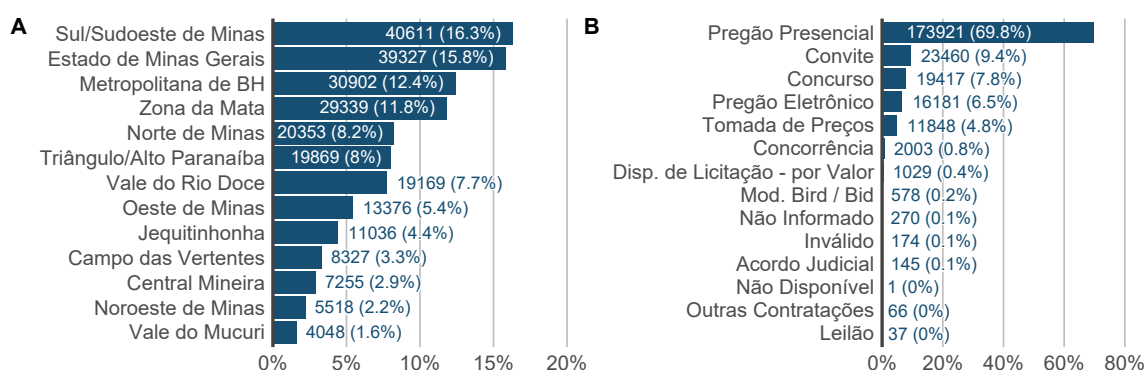 A
Sul/Sudoeste de Minas 40611 (16.3%)
Estado de Minas Gerais 39327 (15.8%)
Metropolitana de BH 30902 (12.4%)
Zona da Mata 29339 (11.8%)
Norte de Minas 20353 (8.2%)
Triângulo/Alto Paranaíba 19869 (8%)
Vale do Rio Doce 19169 (7.7%)
Oeste de Minas 13376 (5.4%)
Jequitinhonha 11036 (4.4%)
Campo das Vertentes 8327 (3.3%)
Central Mineira 7255 (2.9%)
Noroeste de Minas 5518 (2.2%)
Vale do Mucuri 4048 (1.6%)
0% 5% 10% 15% 20%
B
Pregão Presencial 173921 (69.8%)
Convite 23460 (9.4%)
Concurso 19417 (7.8%)
Pregão Eletrônico 16181 (6.5%)
Tomada de Preços 11848 (4.8%)
Concorrência 2003 (0.8%)
Disp. de Licitação - por Valor 1029 (0.4%)
Mod. Bird / Bid 578 (0.2%)
Não Informado 270 (0.1%)
Inválido 174 (0.1%)
Acordo Judicial 145 (0.1%)
Não Disponível 1 (0%)
Outras Contratações 66 (0%)
Leilão 37 (0%)
0% 20% 40% 60% 80%